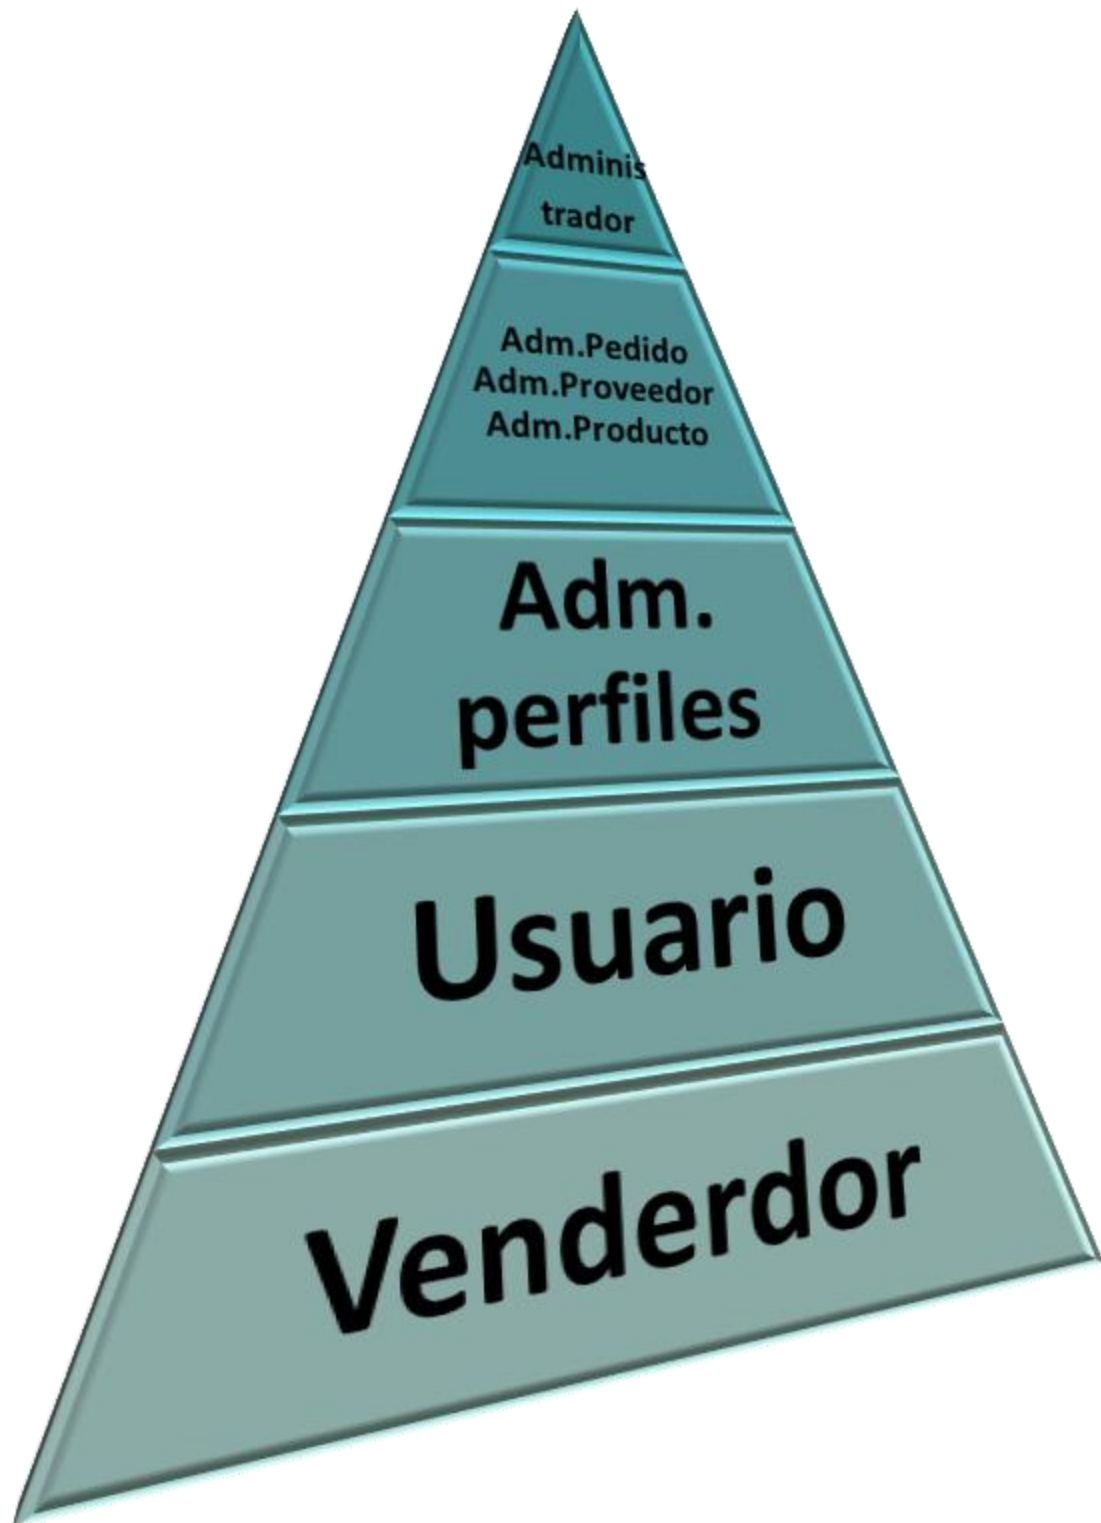 Adminis
trador
Adm.Pedido
Adm.Proveedor
Adm.Producto
Adm.
perfiles
Usuario
Venderdor